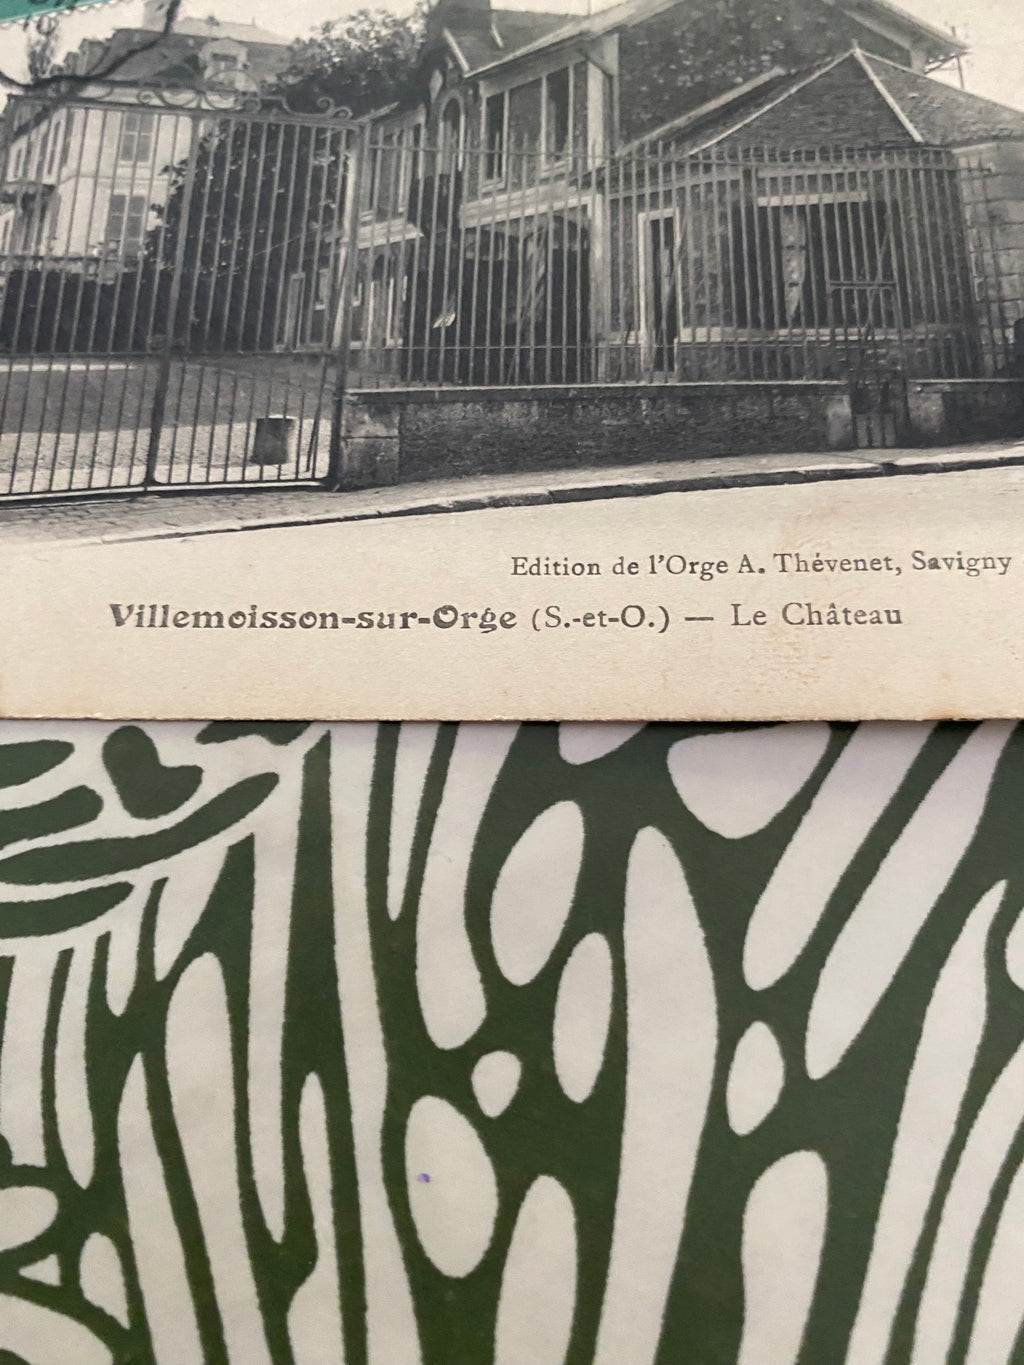 Edition de l'Orge A. Thévenet, Savigny
Villemoisson-sur-Orge (S.-et-O.) — Le Château